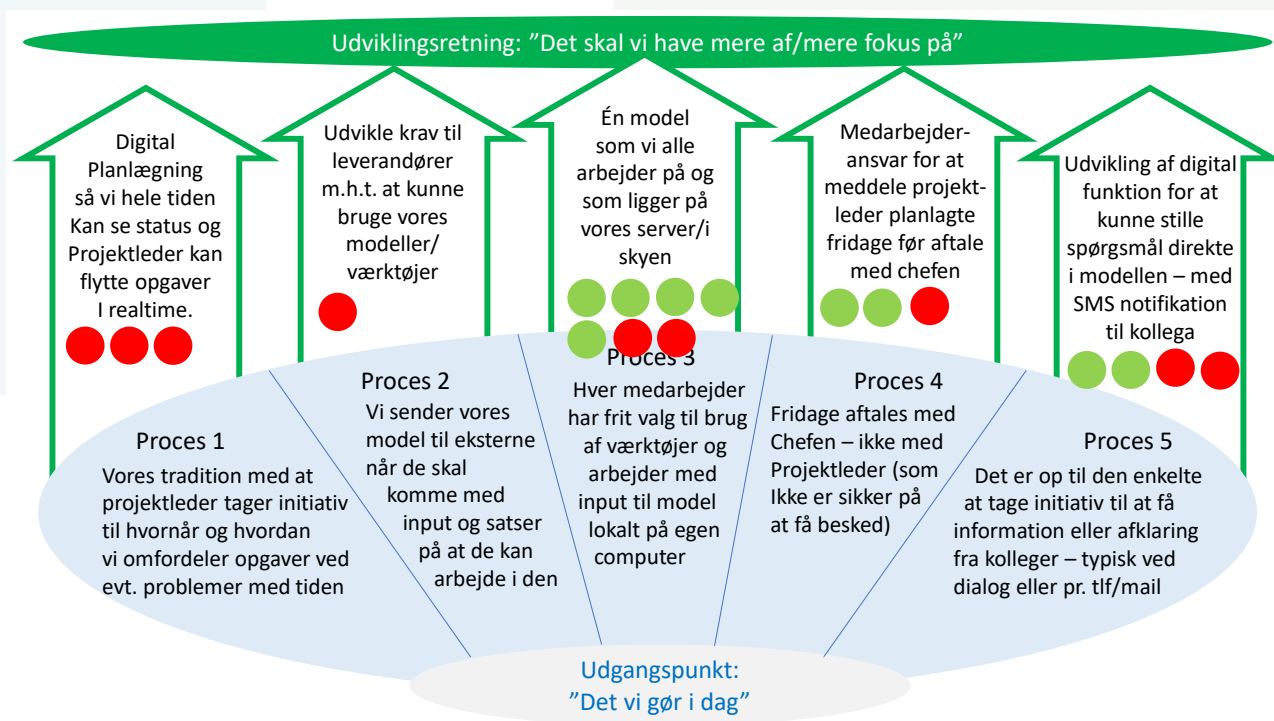 Udviklingsretning: ”Det skal vi have mere af/mere fokus på”
Digital
Planlægning
så vi hele tiden
Kan se status og
Projektleder kan
flytte opgaver
I realtime.
Udvikle krav til
leverandører
m.h.t. at kunne
bruge vores
modeller/
værktøjer
Én model
som vi alle
arbejder på og
som ligger på
vores server/i
skyen
Medarbejder-
ansvar for at
meddele projekt-
leder planlagte
fridage før aftale
med chefen
Udvikling af digital
funktion for at
kunne stille
spørgsmål direkte
i modellen – med
SMS notifikation
til kollega
Proces 1
Vores tradition med at
projektleder tager initiativ
til hvornår og hvordan
vi omfordeler opgaver ved
evt. problemer med tiden
Proces 2
Vi sender vores
model til eksterne
når de skal
komme med
input og satser
på at de kan
arbejde i den
Proces 3
Hver medarbejder
har frit valg til brug
af værktøjer og
arbejder med
input til model
lokalt på egen
computer
Proces 4
Fridage aftales med
Chefen – ikke med
Projektleder (som
Ikke er sikker på
at få besked)
Proces 5
Det er op til den enkelte
at tage initiativ til at få
information eller afklaring
fra kolleger – typisk ved
dialog eller pr. tlf/mail
Udgangspunkt:
”Det vi gør i dag”